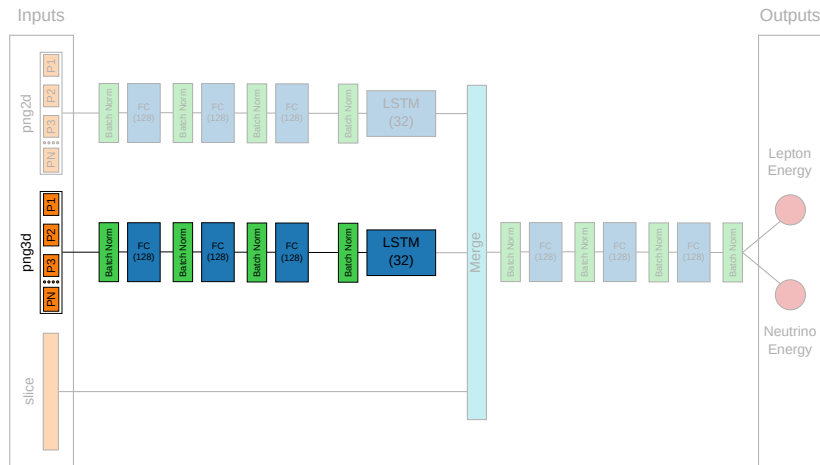 Inputs
Outputs
png2d
P1
P2
P3
PN
Batch Norm
FC
(128)
Batch Norm
FC
(128)
Batch Norm
FC
(128)
Batch Norm
LSTM
(32)
png3d
P1
P2
P3
PN
Batch Norm
FC
(128)
Batch Norm
FC
(128)
Batch Norm
FC
(128)
Batch Norm
LSTM
(32)
slice
Merge
Batch Norm
FC
(128)
Batch Norm
FC
(128)
Batch Norm
FC
(128)
Batch Norm
Lepton
Energy
Neutrino
Energy